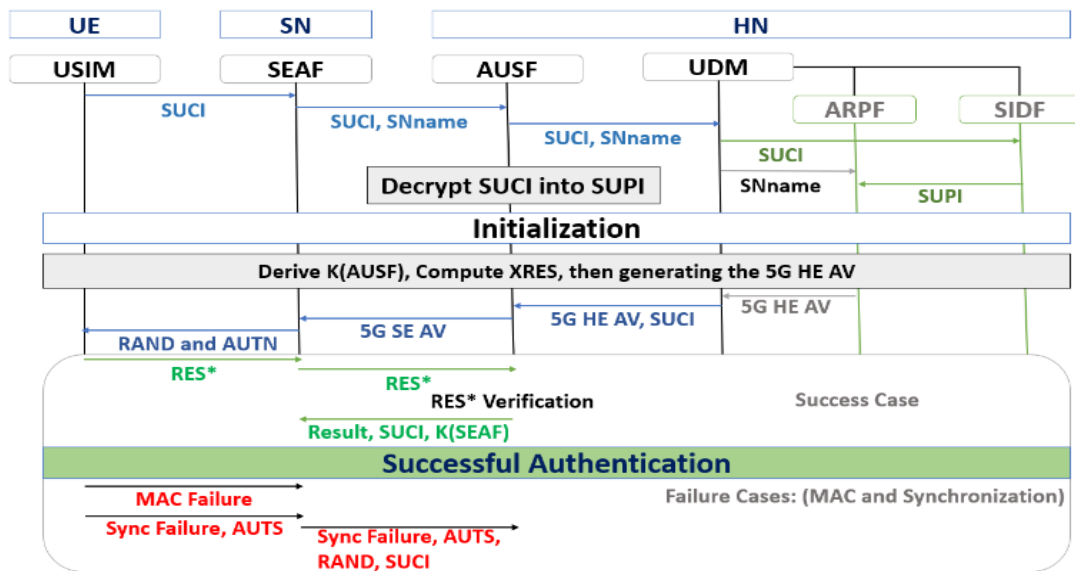 UE
SN
HN
USIM
SEAF
AUSF
UDM
ARPF
SIDF
SUCI
SUCI, SNname
SUCI, SNname
SUCI
SNname
SUPI
Decrypt SUCI into SUPI
Initialization
Derive K(AUSF), Compute XRES, then generating the 5G HE AV
5G HE AV
5G HE AV, SUCI
5G SE AV
RAND and AUTN
RES*
RES*
RES* Verification
Success Case
Result, SUCI, K(SEAF)
Successful Authentication
MAC Failure
Failure Cases: (MAC and Synchronization)
Sync Failure, AUTS
Sync Failure, AUTS,
RAND, SUCI